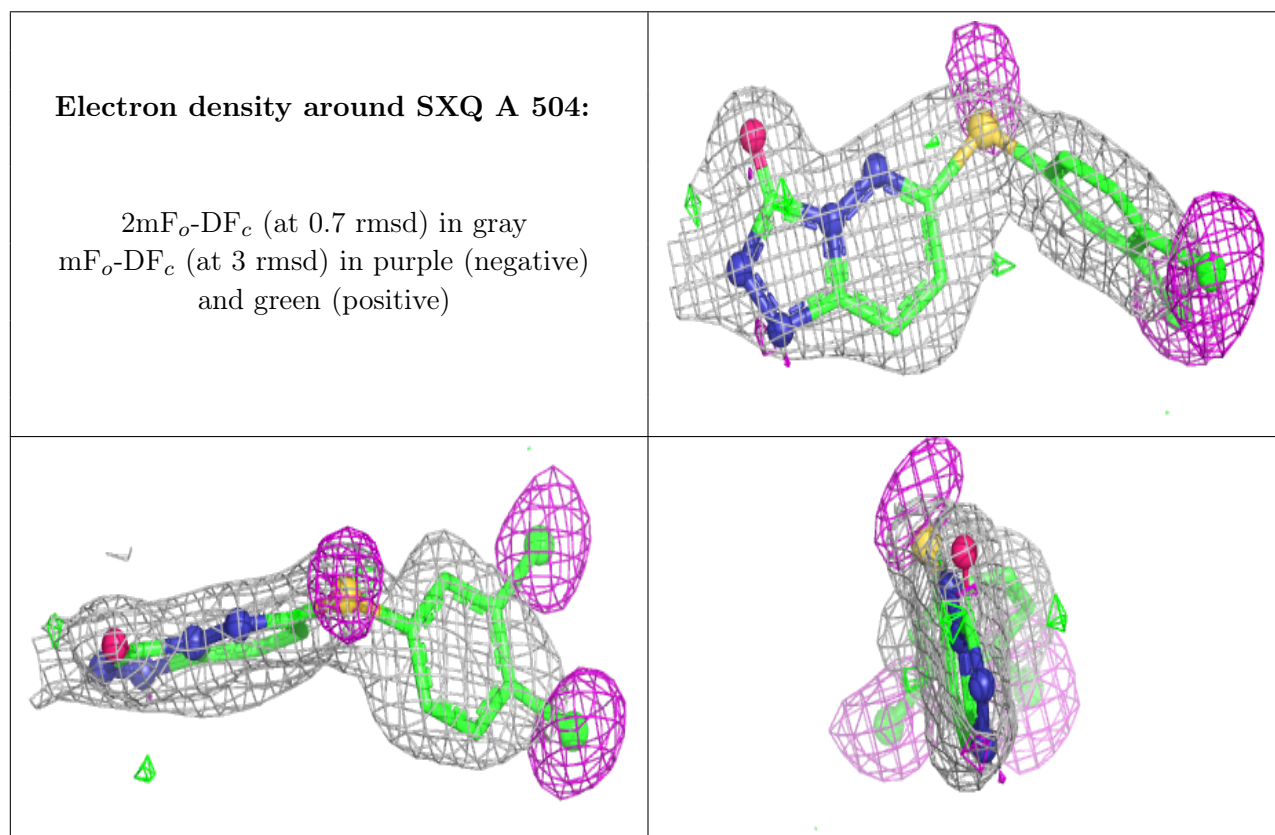 Electron density around SXQ A 504:
2mFₒ-DF𝒸 (at 0.7 rmsd) in gray
mFₒ-DF𝒸 (at 3 rmsd) in purple (negative)
and green (positive)